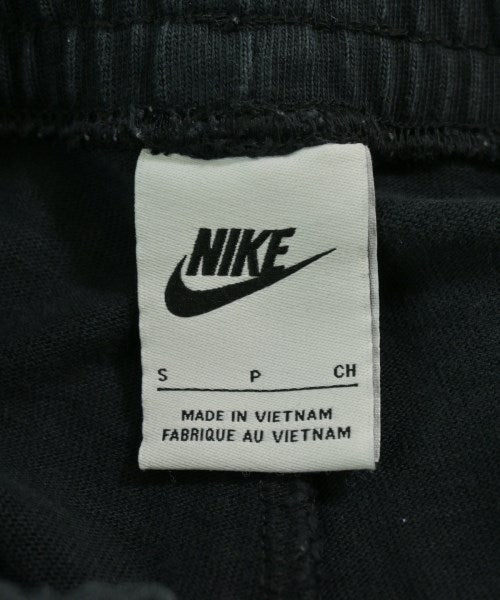 NIKE
S P CH
MADE IN VIETNAM
FABRIQUE AU VIETNAM